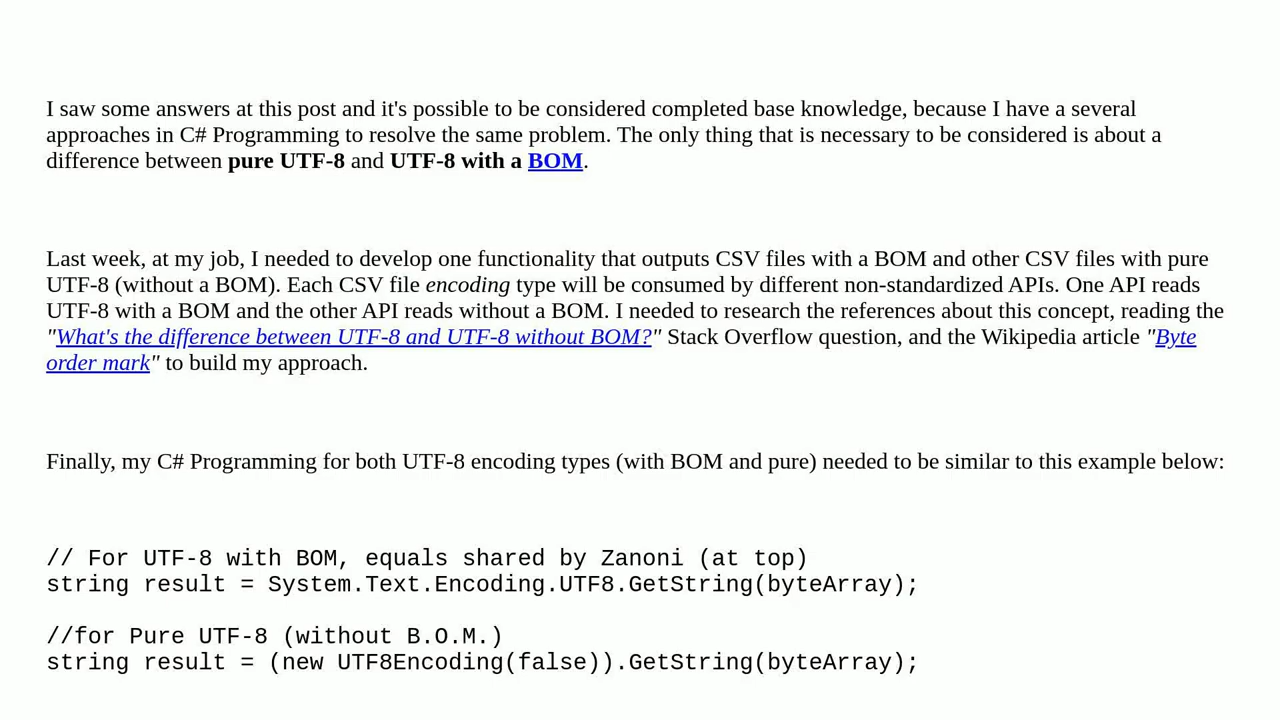 I saw some answers at this post and it's possible to be considered completed base knowledge, because I have a several
approaches in C# Programming to resolve the same problem. The only thing that is necessary to be considered is about a
difference between pure UTF-8 and UTF-8 with a BOM.
Last week, at my job, I needed to develop one functionality that outputs CSV files with a BOM and other CSV files with pure
UTF-8 (without a BOM). Each CSV file encoding type will be consumed by different non-standardized APIs. One API reads
UTF-8 with a BOM and the other API reads without a BOM. I needed to research the references about this concept, reading the
"What's the difference between UTF-8 and UTF-8 without BOM?" Stack Overflow question, and the Wikipedia article "Byte
order mark" to build my approach.
Finally, my C# Programming for both UTF-8 encoding types (with BOM and pure) needed to be similar to this example below:
// For UTF-8 with BOM, equals shared by Zanoni (at top)
string result = System.Text.Encoding.UTF8.GetString(byteArray);
//for Pure UTF-8 (without B.O.M.)
string result = (new UTF8Encoding(false)).GetString(byteArray);